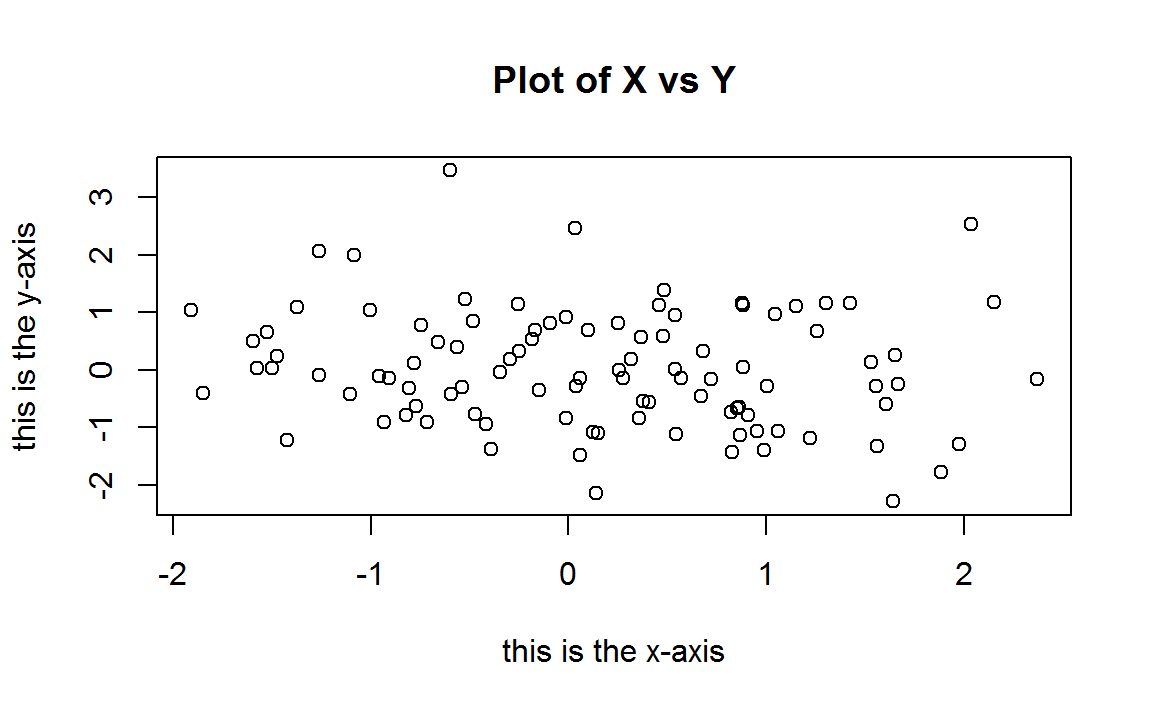 Plot of X vs Y
this is the y-axis
3
2
1
0
-1
-2
-2 -1 0 1 2
this is the x-axis